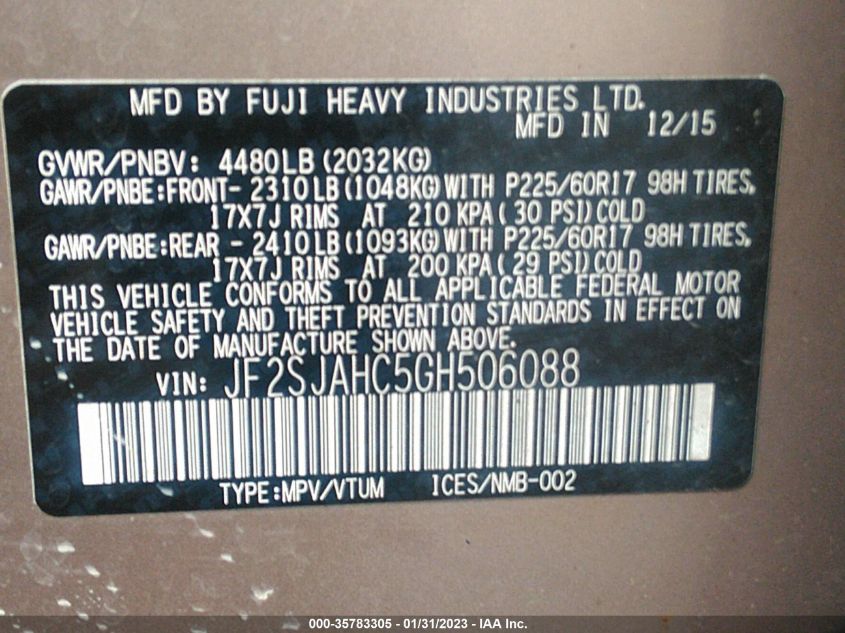 MFD BY FUJI HEAVY INDUSTRIES LTD.
MFD IN 12/15
GVWR/PNBV: 4480LB (2032KG)
GAWR/PNBE:FRONT- 2310LB (1048KG)WITH P225/60R17 98H TIRES,
17X7J RIMS AT 210 KPA( 30 PSI)COLD
GAWR/PNBE:REAR - 2410LB (1093KG)WITH P225/60R17 98H TIRES,
17X7J RIMS AT 200 KPA( 29 PSI)COLD
THIS VEHICLE CONFORMS TO ALL APPLICABLE FEDERAL MOTOR
VEHICLE SAFETY AND THEFT PREVENTION STANDARDS IN EFFECT ON
THE DATE OF MANUFACTURE SHOWN ABOVE.
VIN: JF2SJAHC5GH506088
TYPE:MPV/VTUM ICES/NMB-002
000-35783305 - 01/31/2023 - IAA Inc.